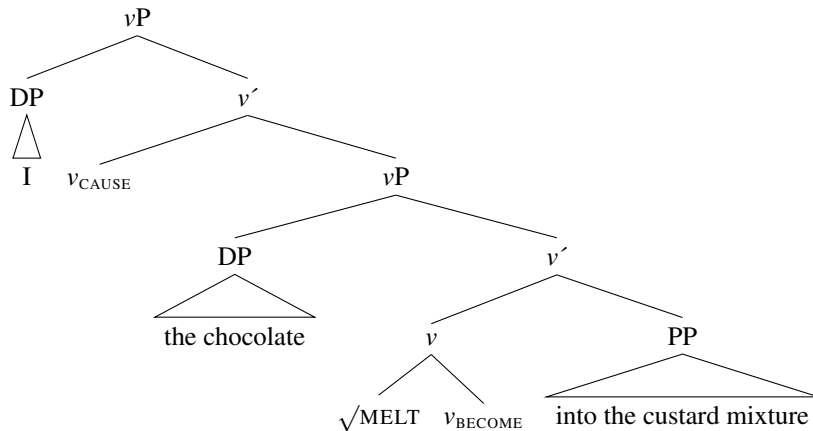 vP
DP v´
I vCAUSE vP
DP v´
the chocolate v PP
√MELT vBECOME into the custard mixture